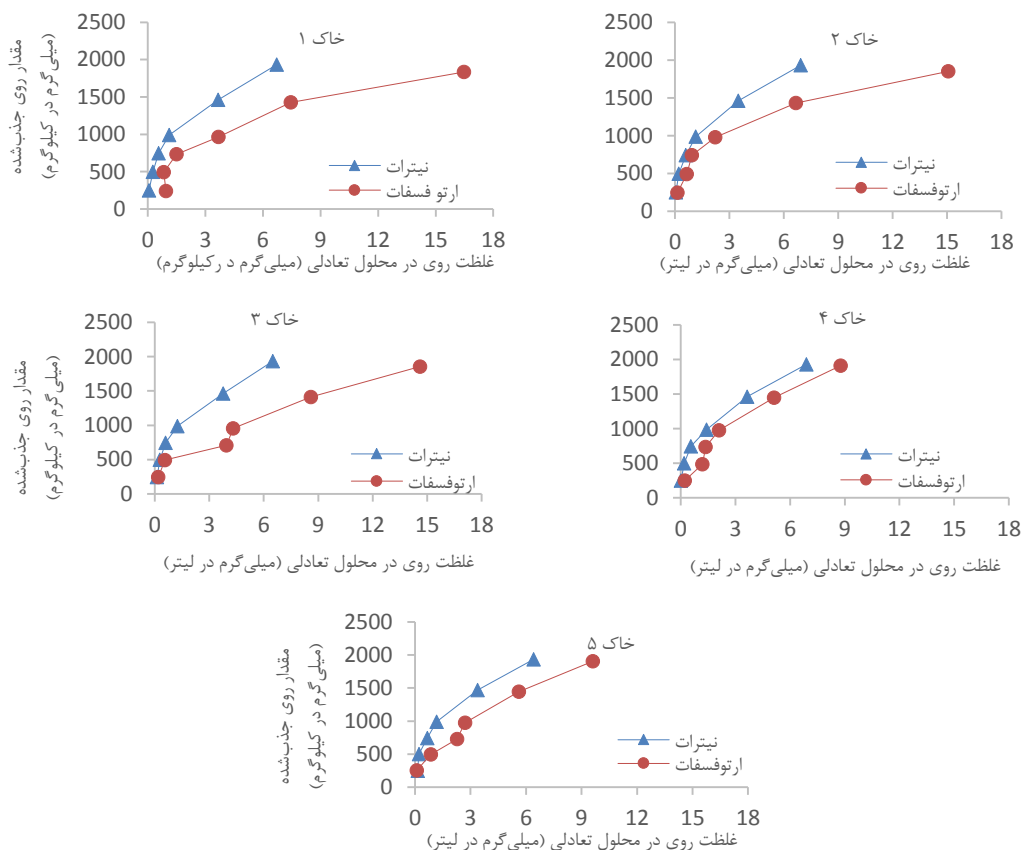 خاک ۱
مقدار روی جذب‌شده
(میلی‌گرم در کیلوگرم)
2500
2000
1500
1000
500
0
نیترات
ارتو فسفات
0 3 6 9 12 15 18
غلظت روی در محلول تعادلی (میلی‌گرم د رکیلوگرم)
خاک ۲
2500
2000
1500
1000
500
0
نیترات
ارتوفسفات
0 3 6 9 12 15 18
غلظت روی در محلول تعادلی (میلی‌گرم در لیتر)
خاک ۳
مقدار روی جذب‌شده
(میلی‌گرم در کیلوگرم)
2500
2000
1500
1000
500
0
نیترات
ارتوفسفات
0 3 6 9 12 15 18
غلظت روی در محلول تعادلی (میلی‌گرم در لیتر)
خاک ۴
2500
2000
1500
1000
500
0
نیترات
ارتوفسفات
0 3 6 9 12 15 18
غلظت روی در محلول تعادلی (میلی‌گرم در لیتر)
خاک ۵
مقدار روی جذب‌شده
(میلی‌گرم در کیلوگرم)
2500
2000
1500
1000
500
0
نیترات
ارتوفسفات
0 3 6 9 12 15 18
غلظت روی در محلول تعادلی (میلی‌گرم در لیتر)